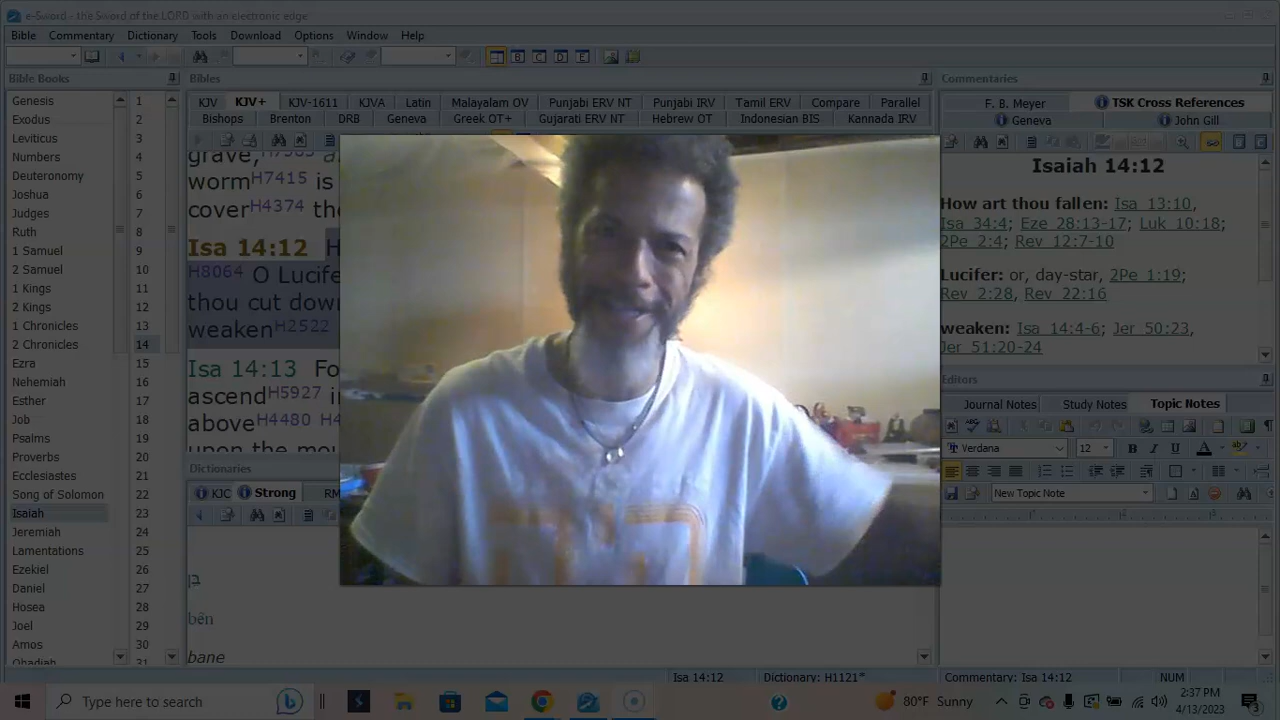 e-Sword - the Sword of the LORD with an electronic edge
Bible Commentary Dictionary Tools Download Options Window Help
B C D E
Bible Books
Genesis
Exodus
Leviticus
Numbers
Deuteronomy
Joshua
Judges
Ruth
1 Samuel
2 Samuel
1 Kings
2 Kings
1 Chronicles
2 Chronicles
Ezra
Nehemiah
Esther
Job
Psalms
Proverbs
Ecclesiastes
Song of Solomon
Isaiah
Jeremiah
Lamentations
Ezekiel
Daniel
Hosea
Joel
Amos
Obadiah
1
2
3
4
5
6
7
8
9
10
11
12
13
14
15
16
17
18
19
20
21
22
23
24
25
26
27
28
29
30
31
Bibles
KJV KJV+ KJV-1611 KJVA Latin Malayalam OV Punjabi ERV NT Punjabi IRV Tamil ERV Compare Parallel
Bishops Brenton DRB Geneva Greek OT+ Gujarati ERV NT Hebrew OT Indonesian BIS Kannada IRV
grave,
worm H7415 is
cover H4374
Isa 14:12
H8064 O Lucife
thou cut down
weaken H2522
Isa 14:13 Fo
ascend H5927
above H4480
upon the mou
Dictionaries
KJC Strong
בן
bên
bane
Commentaries
F. B. Meyer TSK Cross References
Geneva John Gill
Isaiah 14:12
How art thou fallen: Isa 13:10,
Isa 34:4; Eze 28:13-17; Luk 10:18;
2Pe 2:4; Rev 12:7-10
Lucifer: or, day-star, 2Pe 1:19;
Rev 2:28, Rev 22:16
weaken: Isa 14:4-6; Jer 50:23,
Jer 51:20-24
Editors
Journal Notes Study Notes Topic Notes
Verdana 12 B I U A
New Topic Note
Isa 14:12 Dictionary: H1121* Commentary: Isa 14:12 NUM
Type here to search 80°F Sunny 2:37 PM
4/13/2023